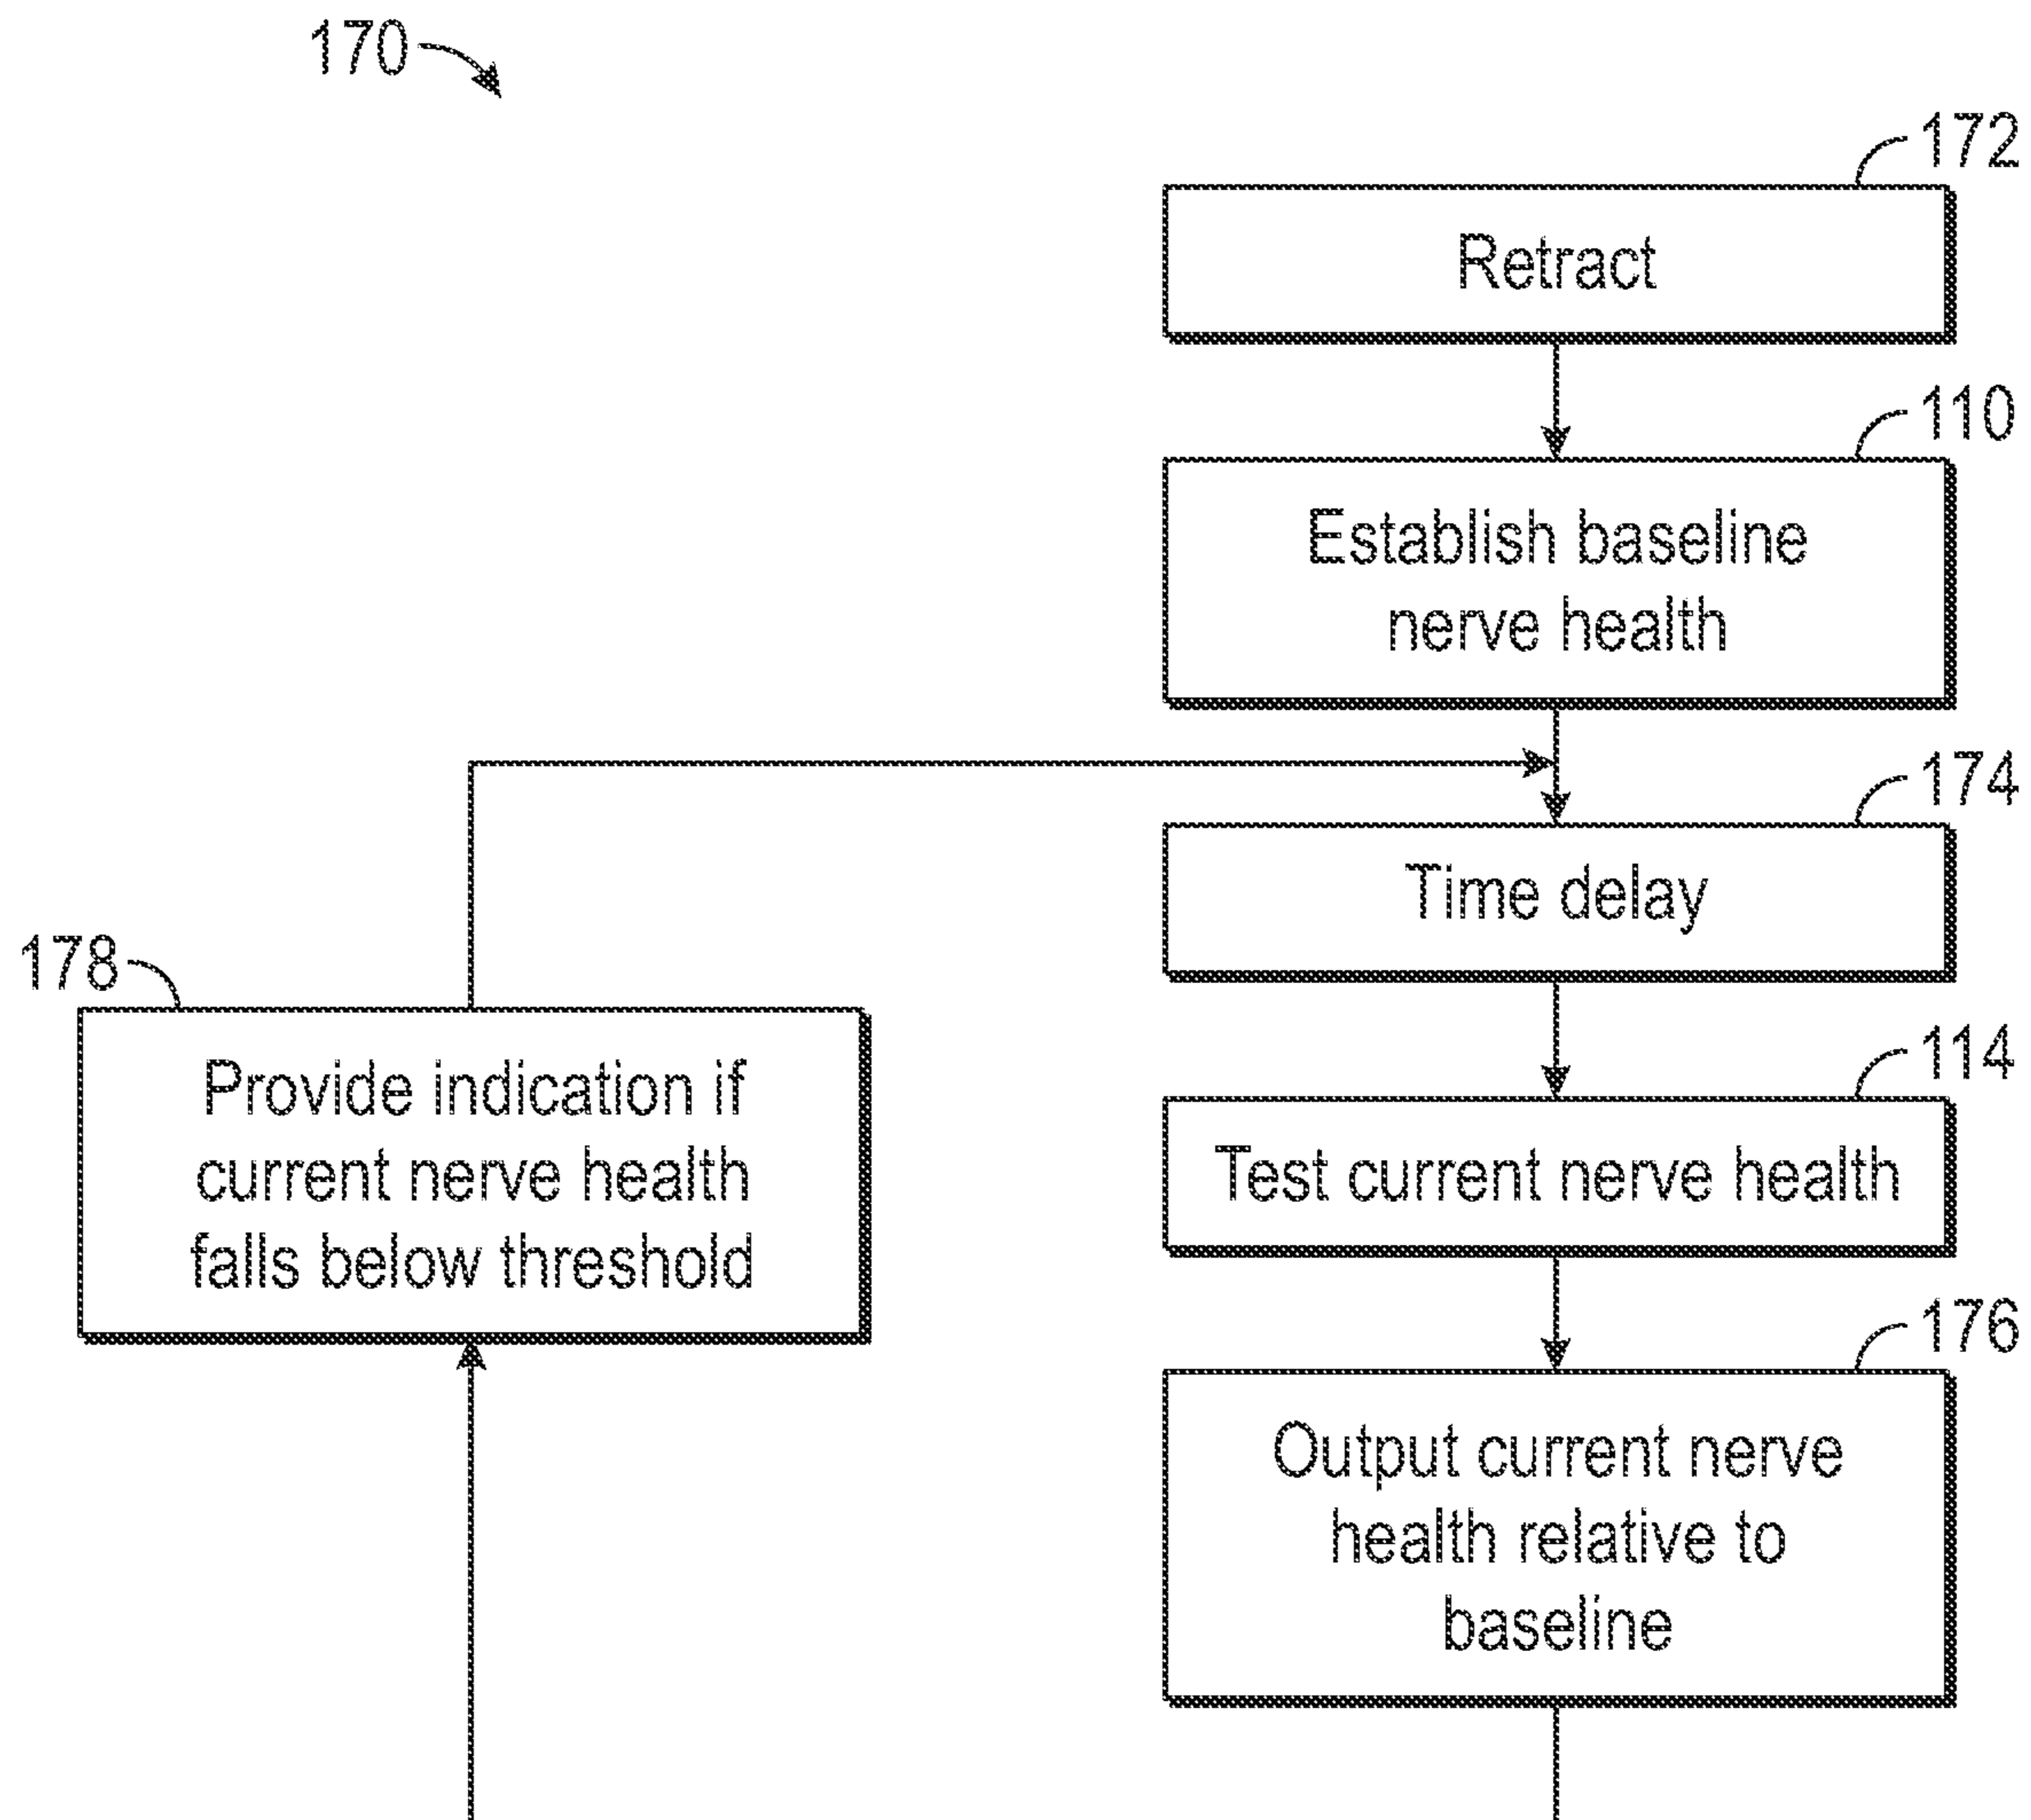 170
172
Retract
110
Establish baseline
nerve health
174
Time delay
178
Provide indication if
current nerve health
falls below threshold
114
Test current nerve health
176
Output current nerve
health relative to
baseline